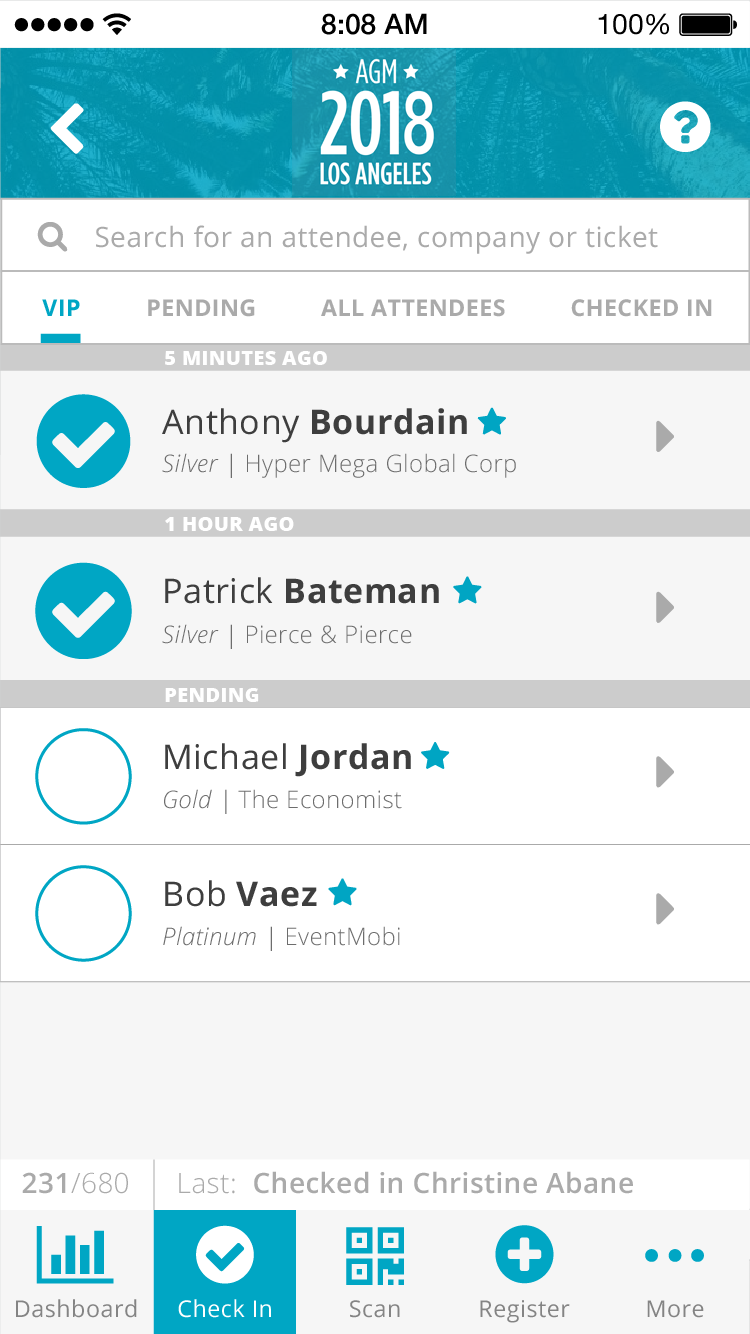 8:08 AM 100%
AGM
2018
LOS ANGELES
?
Search for an attendee, company or ticket
VIP PENDING ALL ATTENDEES CHECKED IN
5 MINUTES AGO
Anthony Bourdain
Silver | Hyper Mega Global Corp
1 HOUR AGO
Patrick Bateman
Silver | Pierce & Pierce
PENDING
Michael Jordan
Gold | The Economist
Bob Vaez
Platinum | EventMobi
231/680 Last: Checked in Christine Abane
Dashboard Check In Scan Register More